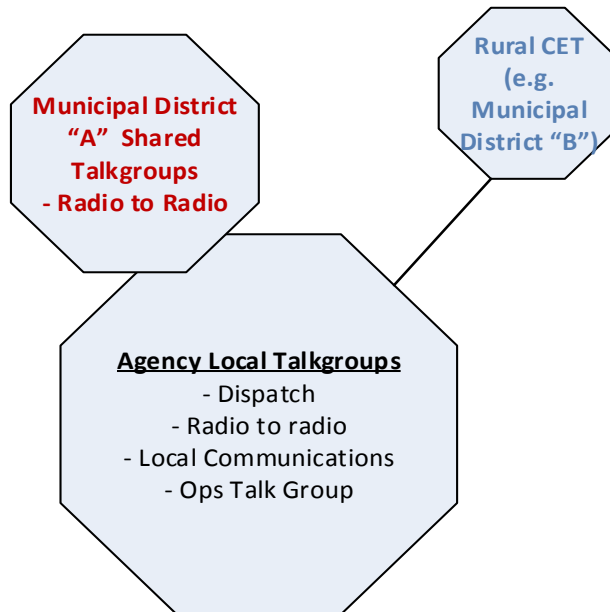 Municipal District
“A” Shared
Talkgroups
- Radio to Radio
Rural CET
(e.g.
Municipal
District “B”)
Agency Local Talkgroups
- Dispatch
- Radio to radio
- Local Communications
- Ops Talk Group